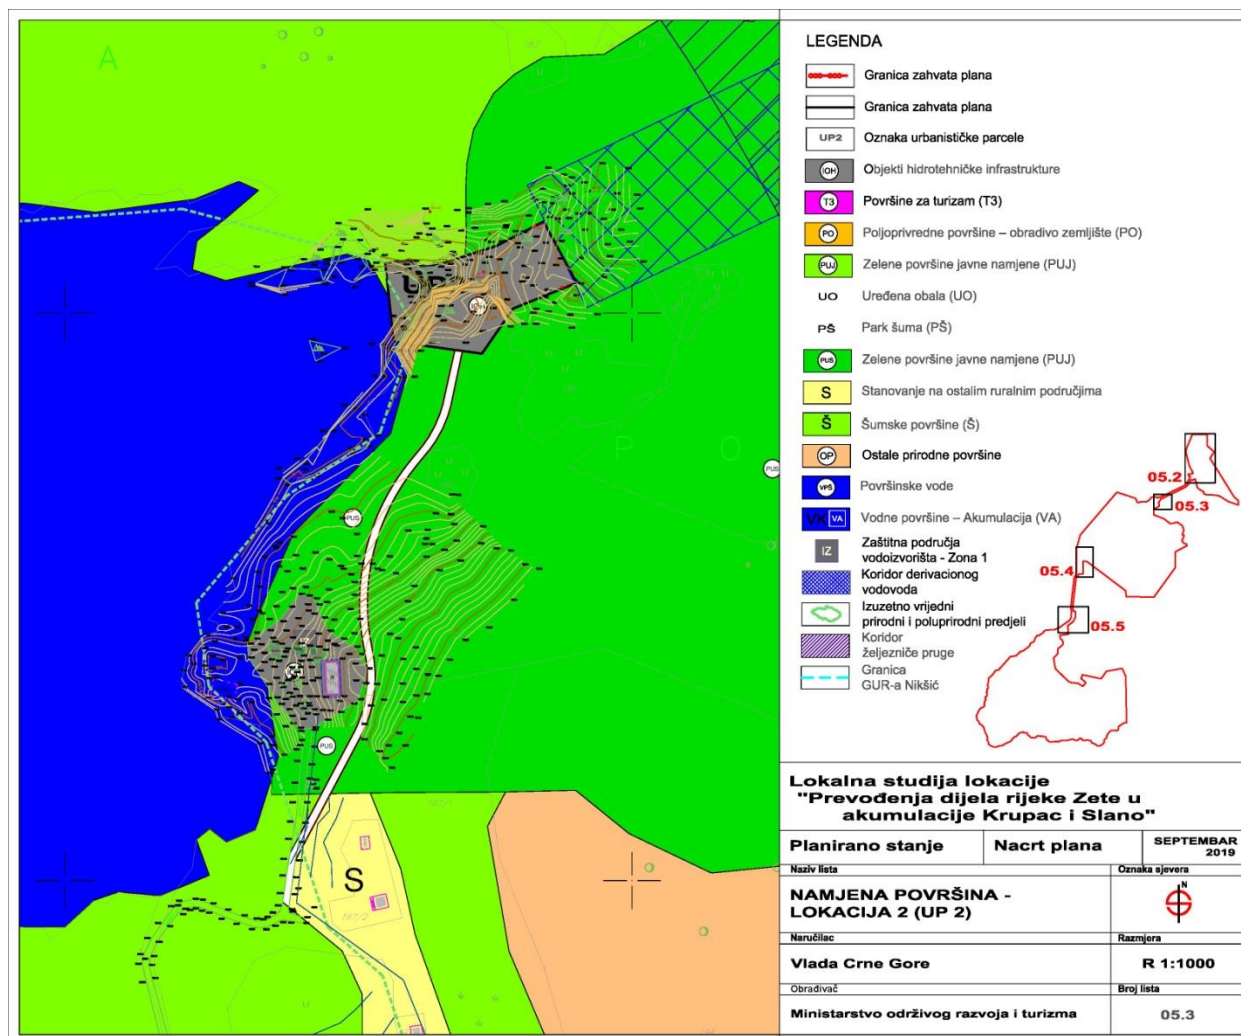 A
UP
IOH
PUS
P O
PUS
IZ
PUS
147/1
S
197/2
LEGENDA
Granica zahvata plana
Granica zahvata plana
UP2 Oznaka urbanističke parcele
IOH Objekti hidrotehničke infrastrukture
T3 Površine za turizam (T3)
PO Poljoprivredne površine – obradivo zemljište (PO)
PUJ Zelene površine javne namjene (PUJ)
UO Uređena obala (UO)
PŠ Park šuma (PŠ)
PUS Zelene površine javne namjene (PUJ)
S Stanovanje na ostalim ruralnim područjima
Š Šumske površine (Š)
OP Ostale prirodne površine
VPŠ Površinske vode
VK VA Vodne površine – Akumulacija (VA)
IZ Zaštitna područja
vodoizvorišta - Zona 1
Koridor derivacionog
vodovoda
Izuzetno vrijedni
prirodni i poluprirodni predjeli
Koridor
željezniče pruge
Granica
GUR-a Nikšić
05.2
05.3
05.4
05.5
Lokalna studija lokacije
"Prevođenja dijela rijeke Zete u
akumulacije Krupac i Slano"
Planirano stanje Nacrt plana SEPTEMBAR
2019
Naziv lista Oznaka sjevera
NAMJENA POVRŠINA -
LOKACIJA 2 (UP 2)
N
Naručilac Razmjera
Vlada Crne Gore R 1:1000
Obrađivač Broj lista
Ministarstvo održivog razvoja i turizma 05.3